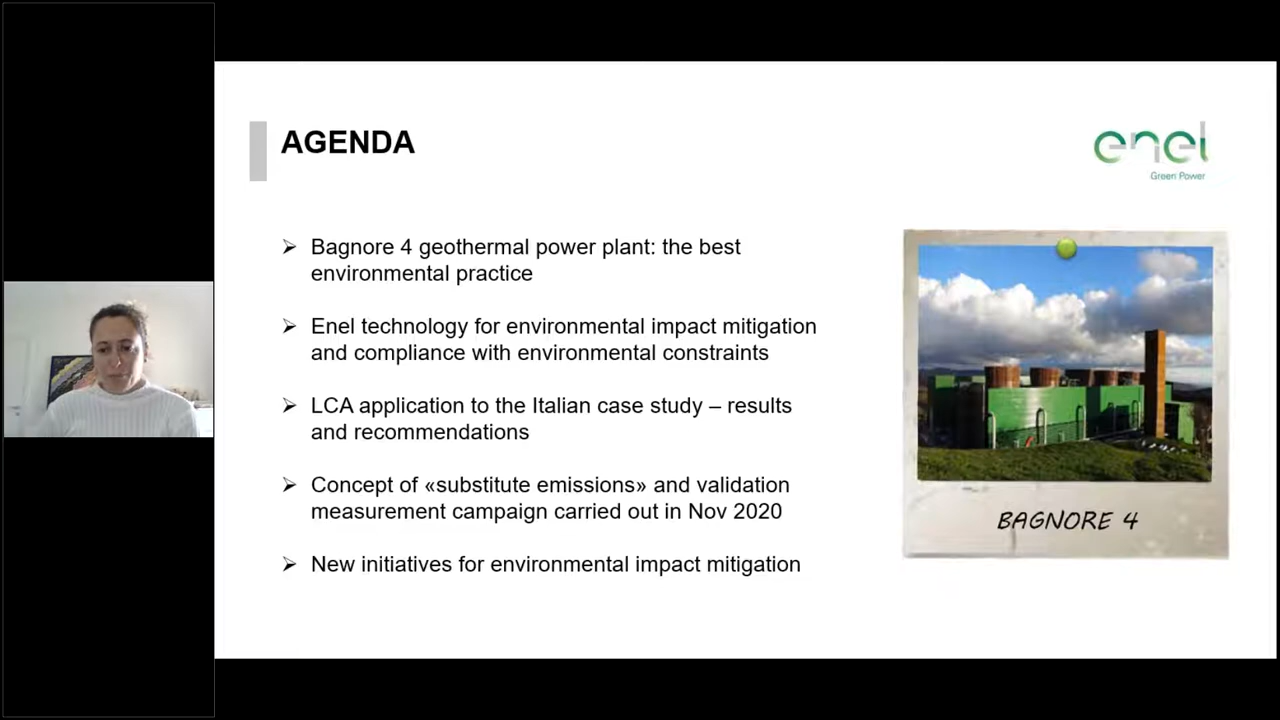 AGENDA
enel
Green Power
➢ Bagnore 4 geothermal power plant: the best
environmental practice
➢ Enel technology for environmental impact mitigation
and compliance with environmental constraints
➢ LCA application to the Italian case study – results
and recommendations
➢ Concept of «substitute emissions» and validation
measurement campaign carried out in Nov 2020
➢ New initiatives for environmental impact mitigation
BAGNORE 4